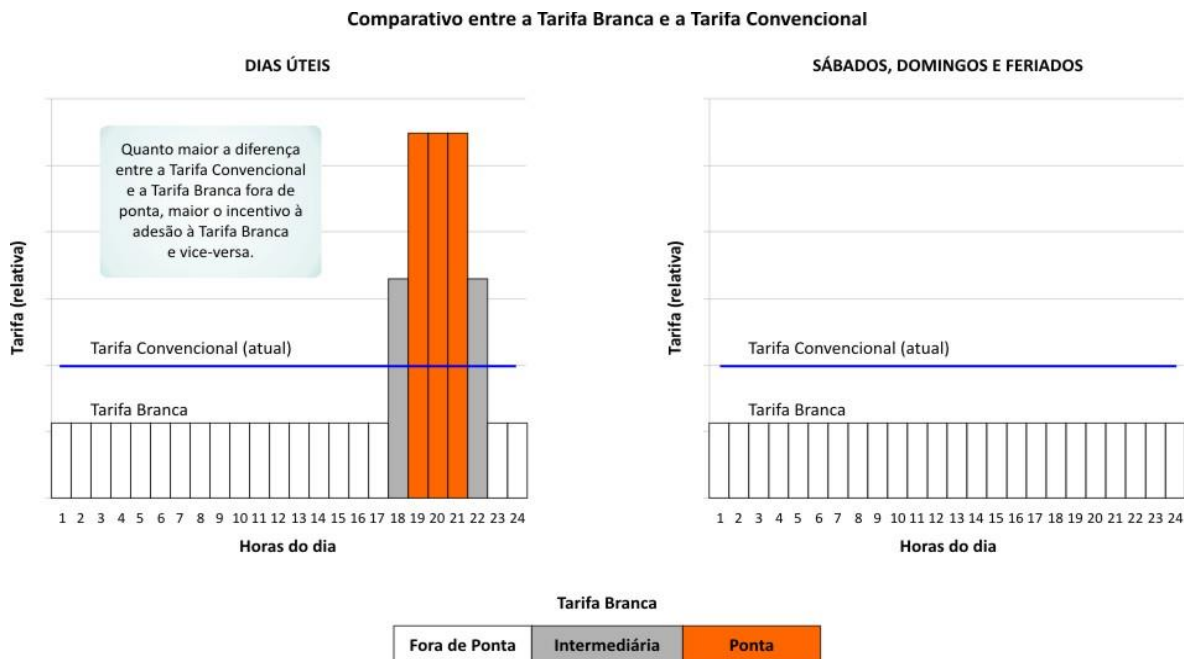 Comparativo entre a Tarifa Branca e a Tarifa Convencional
DIAS ÚTEIS
Quanto maior a diferença
entre a Tarifa Convencional
e a Tarifa Branca fora de
ponta, maior o incentivo à
adesão à Tarifa Branca
e vice-versa.
Tarifa (relativa)
Tarifa Convencional (atual)
Tarifa Branca
1 2 3 4 5 6 7 8 9 10 11 12 13 14 15 16 17 18 19 20 21 22 23 24
Horas do dia
SÁBADOS, DOMINGOS E FERIADOS
Tarifa (relativa)
Tarifa Convencional (atual)
Tarifa Branca
1 2 3 4 5 6 7 8 9 10 11 12 13 14 15 16 17 18 19 20 21 22 23 24
Horas do dia
Tarifa Branca
Fora de Ponta Intermediária Ponta